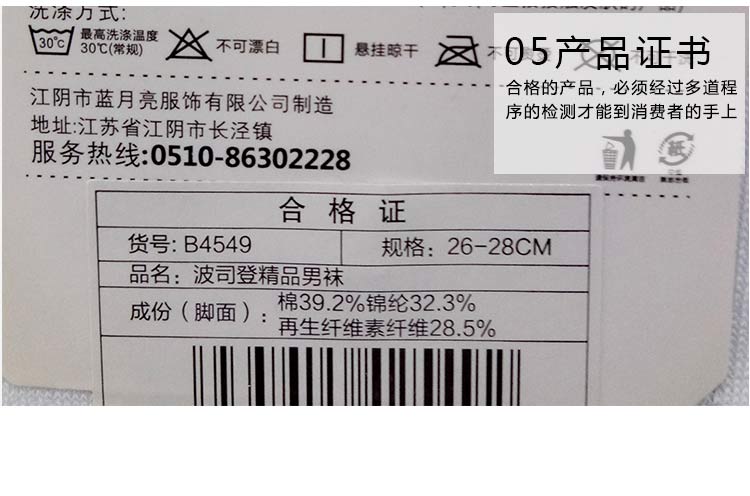 洗涤方式:
30℃
最高洗涤温度
30℃(常规)
不可漂白
悬挂晾干
05产品证书
合格的产品，必须经过多道程
序的检测才能到消费者的手上
江阴市蓝月亮服饰有限公司制造
地址:江苏省江阴市长泾镇
服务热线:0510-86302228
合格证
货号: B4549
规格: 26-28CM
品名: 波司登精品男袜
成份（脚面）:
棉39.2%锦纶32.3%
再生纤维素纤维28.5%